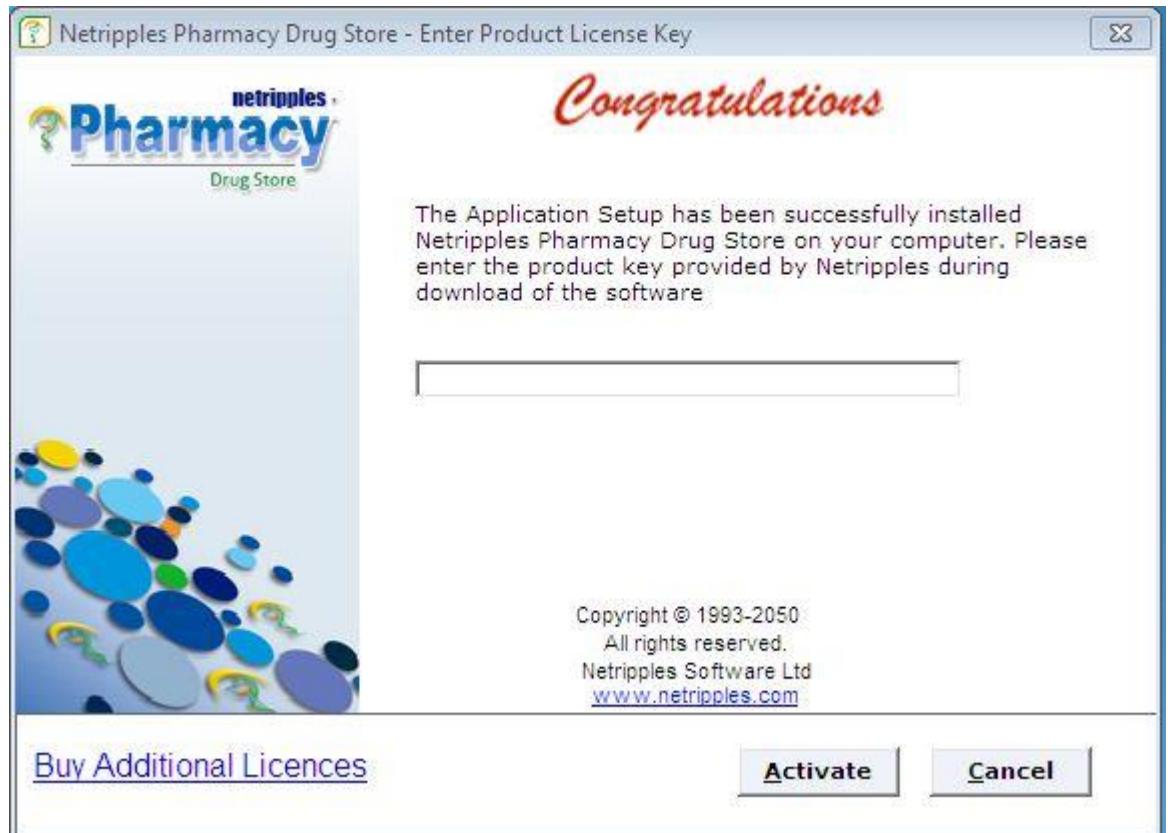 Netripples Pharmacy Drug Store - Enter Product License Key
netripples
Pharmacy
Drug Store
Congratulations
The Application Setup has been successfully installed
Netripples Pharmacy Drug Store on your computer. Please
enter the product key provided by Netripples during
download of the software
Copyright © 1993-2050
All rights reserved.
Netripples Software Ltd
www.netripples.com
Buy Additional Licences
Activate
Cancel